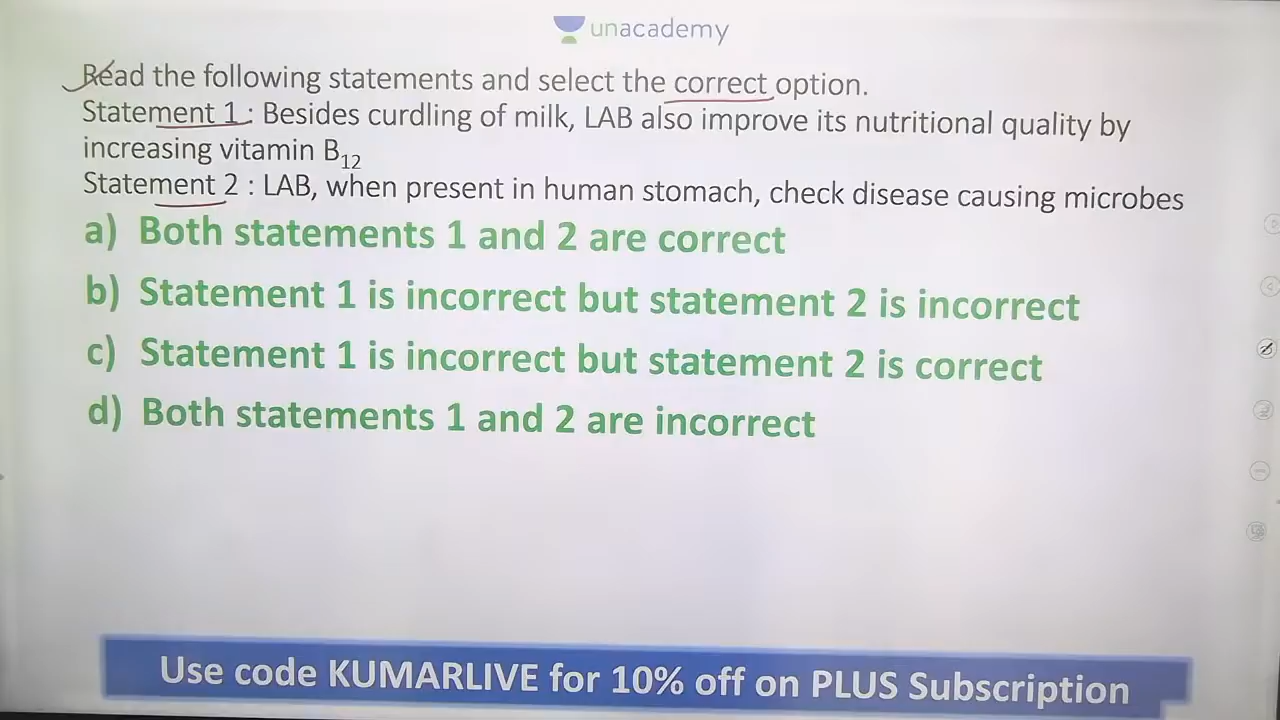 unacademy
Read the following statements and select the correct option.
Statement 1 : Besides curdling of milk, LAB also improve its nutritional quality by
increasing vitamin B12
Statement 2 : LAB, when present in human stomach, check disease causing microbes
a) Both statements 1 and 2 are correct
b) Statement 1 is incorrect but statement 2 is incorrect
c) Statement 1 is incorrect but statement 2 is correct
d) Both statements 1 and 2 are incorrect
Use code KUMARLIVE for 10% off on PLUS Subscription